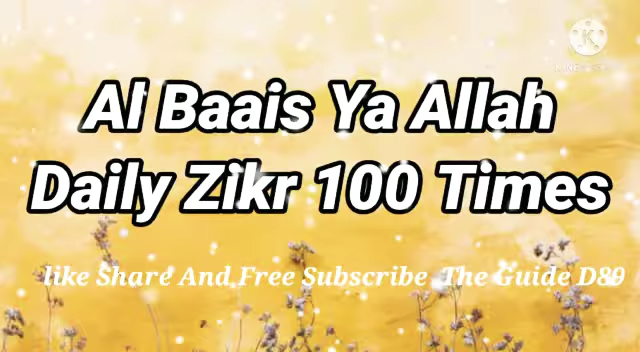 Al Baais Ya Allah
Daily Zikr 100 Times
like Share And Free Subscribe The Guide D89